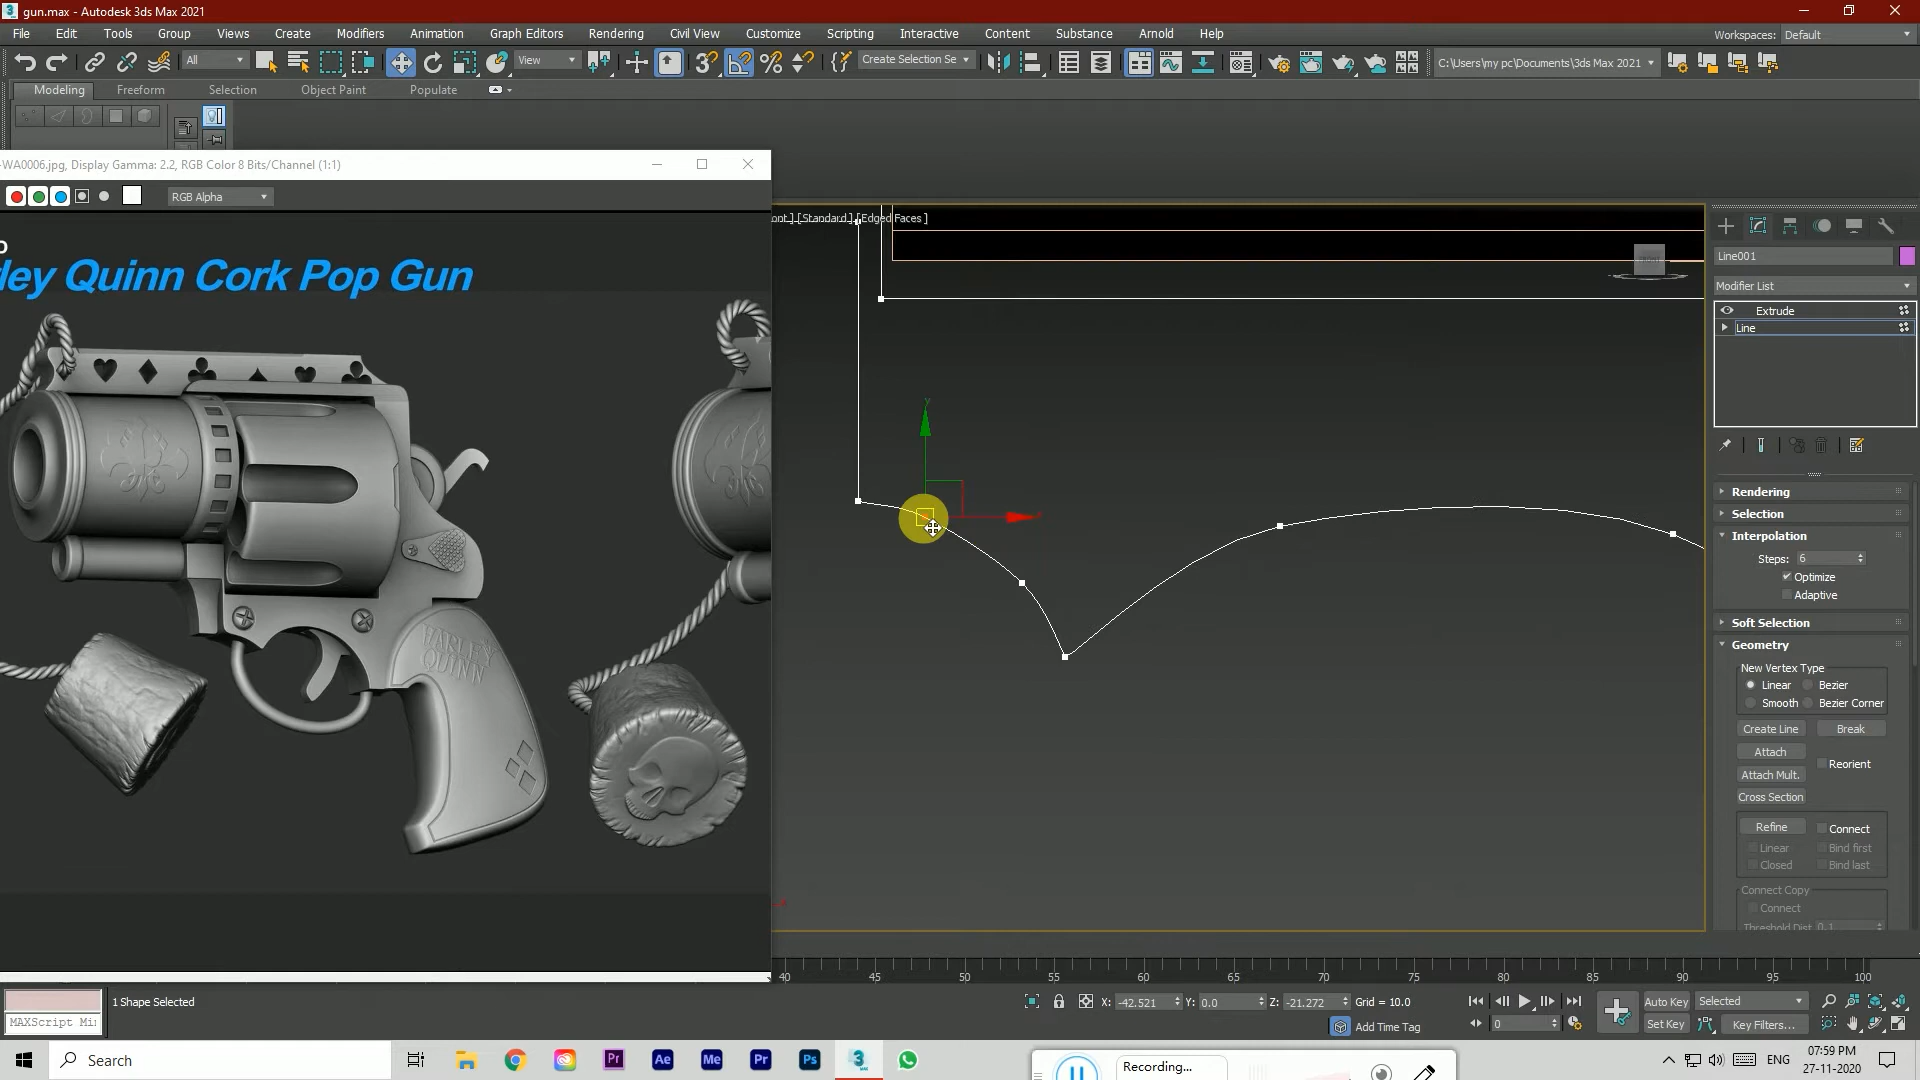 gun.max - Autodesk 3ds Max 2021
File Edit Tools Group Views Create Modifiers Animation Graph Editors Rendering Civil View Customize Scripting Interactive Content Substance Arnold Help
Workspaces: Default
All View Create Selection Se C:\Users\my pc\Documents\3ds Max 2021
Modeling Freeform Selection Object Paint Populate
-WA0006.jpg, Display Gamma: 2.2, RGB Color 8 Bits/Channel (1:1)
RGB Alpha
ley Quinn Cork Pop Gun
HARLEY
QUINN
ont ] [Standard ] [Edged Faces ]
FRONT
y
x
Line001
Modifier List
Extrude
Line
Rendering
Selection
Interpolation
Steps: 6
Optimize
Adaptive
Soft Selection
Geometry
New Vertex Type
Linear Bezier
Smooth Bezier Corner
Create Line Break
Attach
Reorient
Attach Mult.
Cross Section
Refine Connect
Linear Bind first
Closed Bind last
Connect Copy
Connect
Threshold Dist 0.1
40 45 50 55 60 65 70 75 80 85 90 95 100
1 Shape Selected
X: -42.521 Y: 0.0 Z: -21.272 Grid = 10.0
Auto Key Selected
MAXScript Mi
Add Time Tag
0
Set Key Key Filters...
Search
Recording...
ENG
07:59 PM
27-11-2020